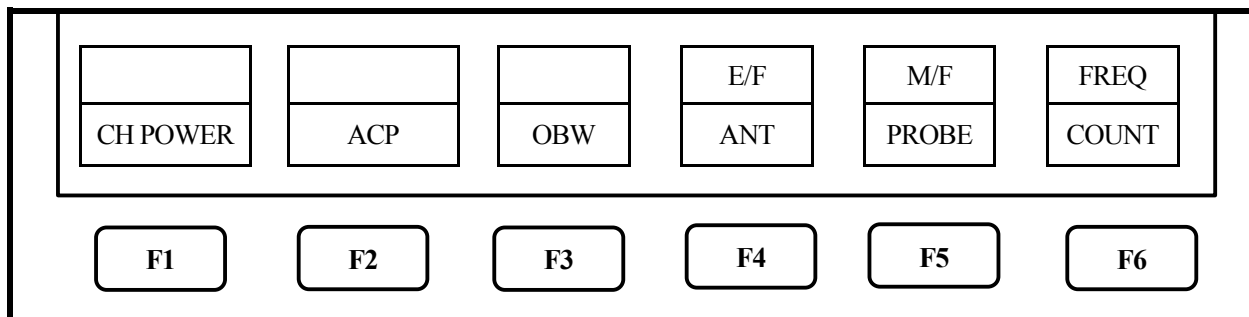 E/F M/F FREQ
CH POWER ACP OBW ANT PROBE COUNT
F1 F2 F3 F4 F5 F6